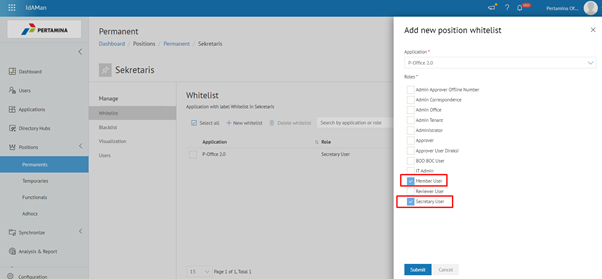 IdAMan
Pertamina Of...
PERTAMINA
Dashboard
Users
Applications
Directory Hubs
Positions
Permanents
Temporaries
Functionals
Adhocs
Synchronize
Analysis & Report
Configuration
Permanent
Dashboard / Positions / Permanent / Sekretaris
Sekretaris
Manage
Whitelist
Blacklist
Visualization
Users
Whitelist
Application with label Whitelist in Sekretaris
Select all + New whitelist Delete whitelist Search by application or role
Application Role
P-Office 2.0 Secretary User
15 Page 1 of 1, Total 1
Add new position whitelist
Application *
P-Office 2.0
Roles *
Admin Approver Offline Number
Admin Correspondence
Admin Office
Admin Tenant
Administrator
Approver
Approver User Direksi
BOD BOC User
IT Admin
Member User
Reviewer User
Secretary User
Submit Cancel